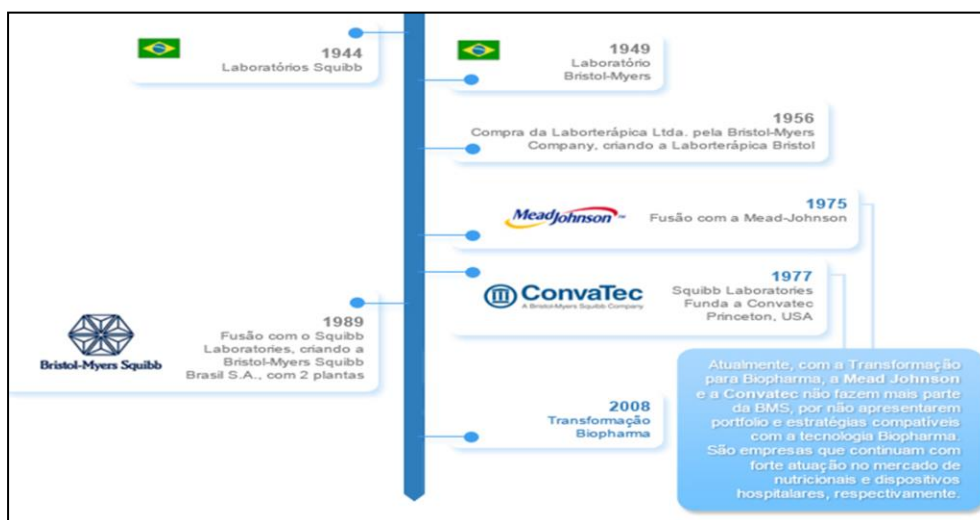 1944
Laboratórios Squibb
1949
Laboratório
Bristol-Myers
1956
Compra da Laborterápica Ltda. pela Bristol-Myers
Company, criando a Laborterápica Bristol
MeadJohnson™
1975
Fusão com a Mead-Johnson
ConvaTec
A Bristol-Myers Squibb Company
1977
Squibb Laboratories
Funda a Convatec
Princeton, USA
Bristol-Myers Squibb
1989
Fusão com o Squibb
Laboratories, criando a
Bristol-Myers Squibb
Brasil S.A., com 2 plantas
2008
Transformação
Biopharma
Atualmente, com a Transformação
para Biopharma, a Mead Johnson
e a Convatec não fazem mais parte
da BMS, por não apresentarem
portfolio e estratégias compatíveis
com a tecnologia Biopharma.
São empresas que continuam com
forte atuação no mercado de
nutricionais e dispositivos
hospitalares, respectivamente.